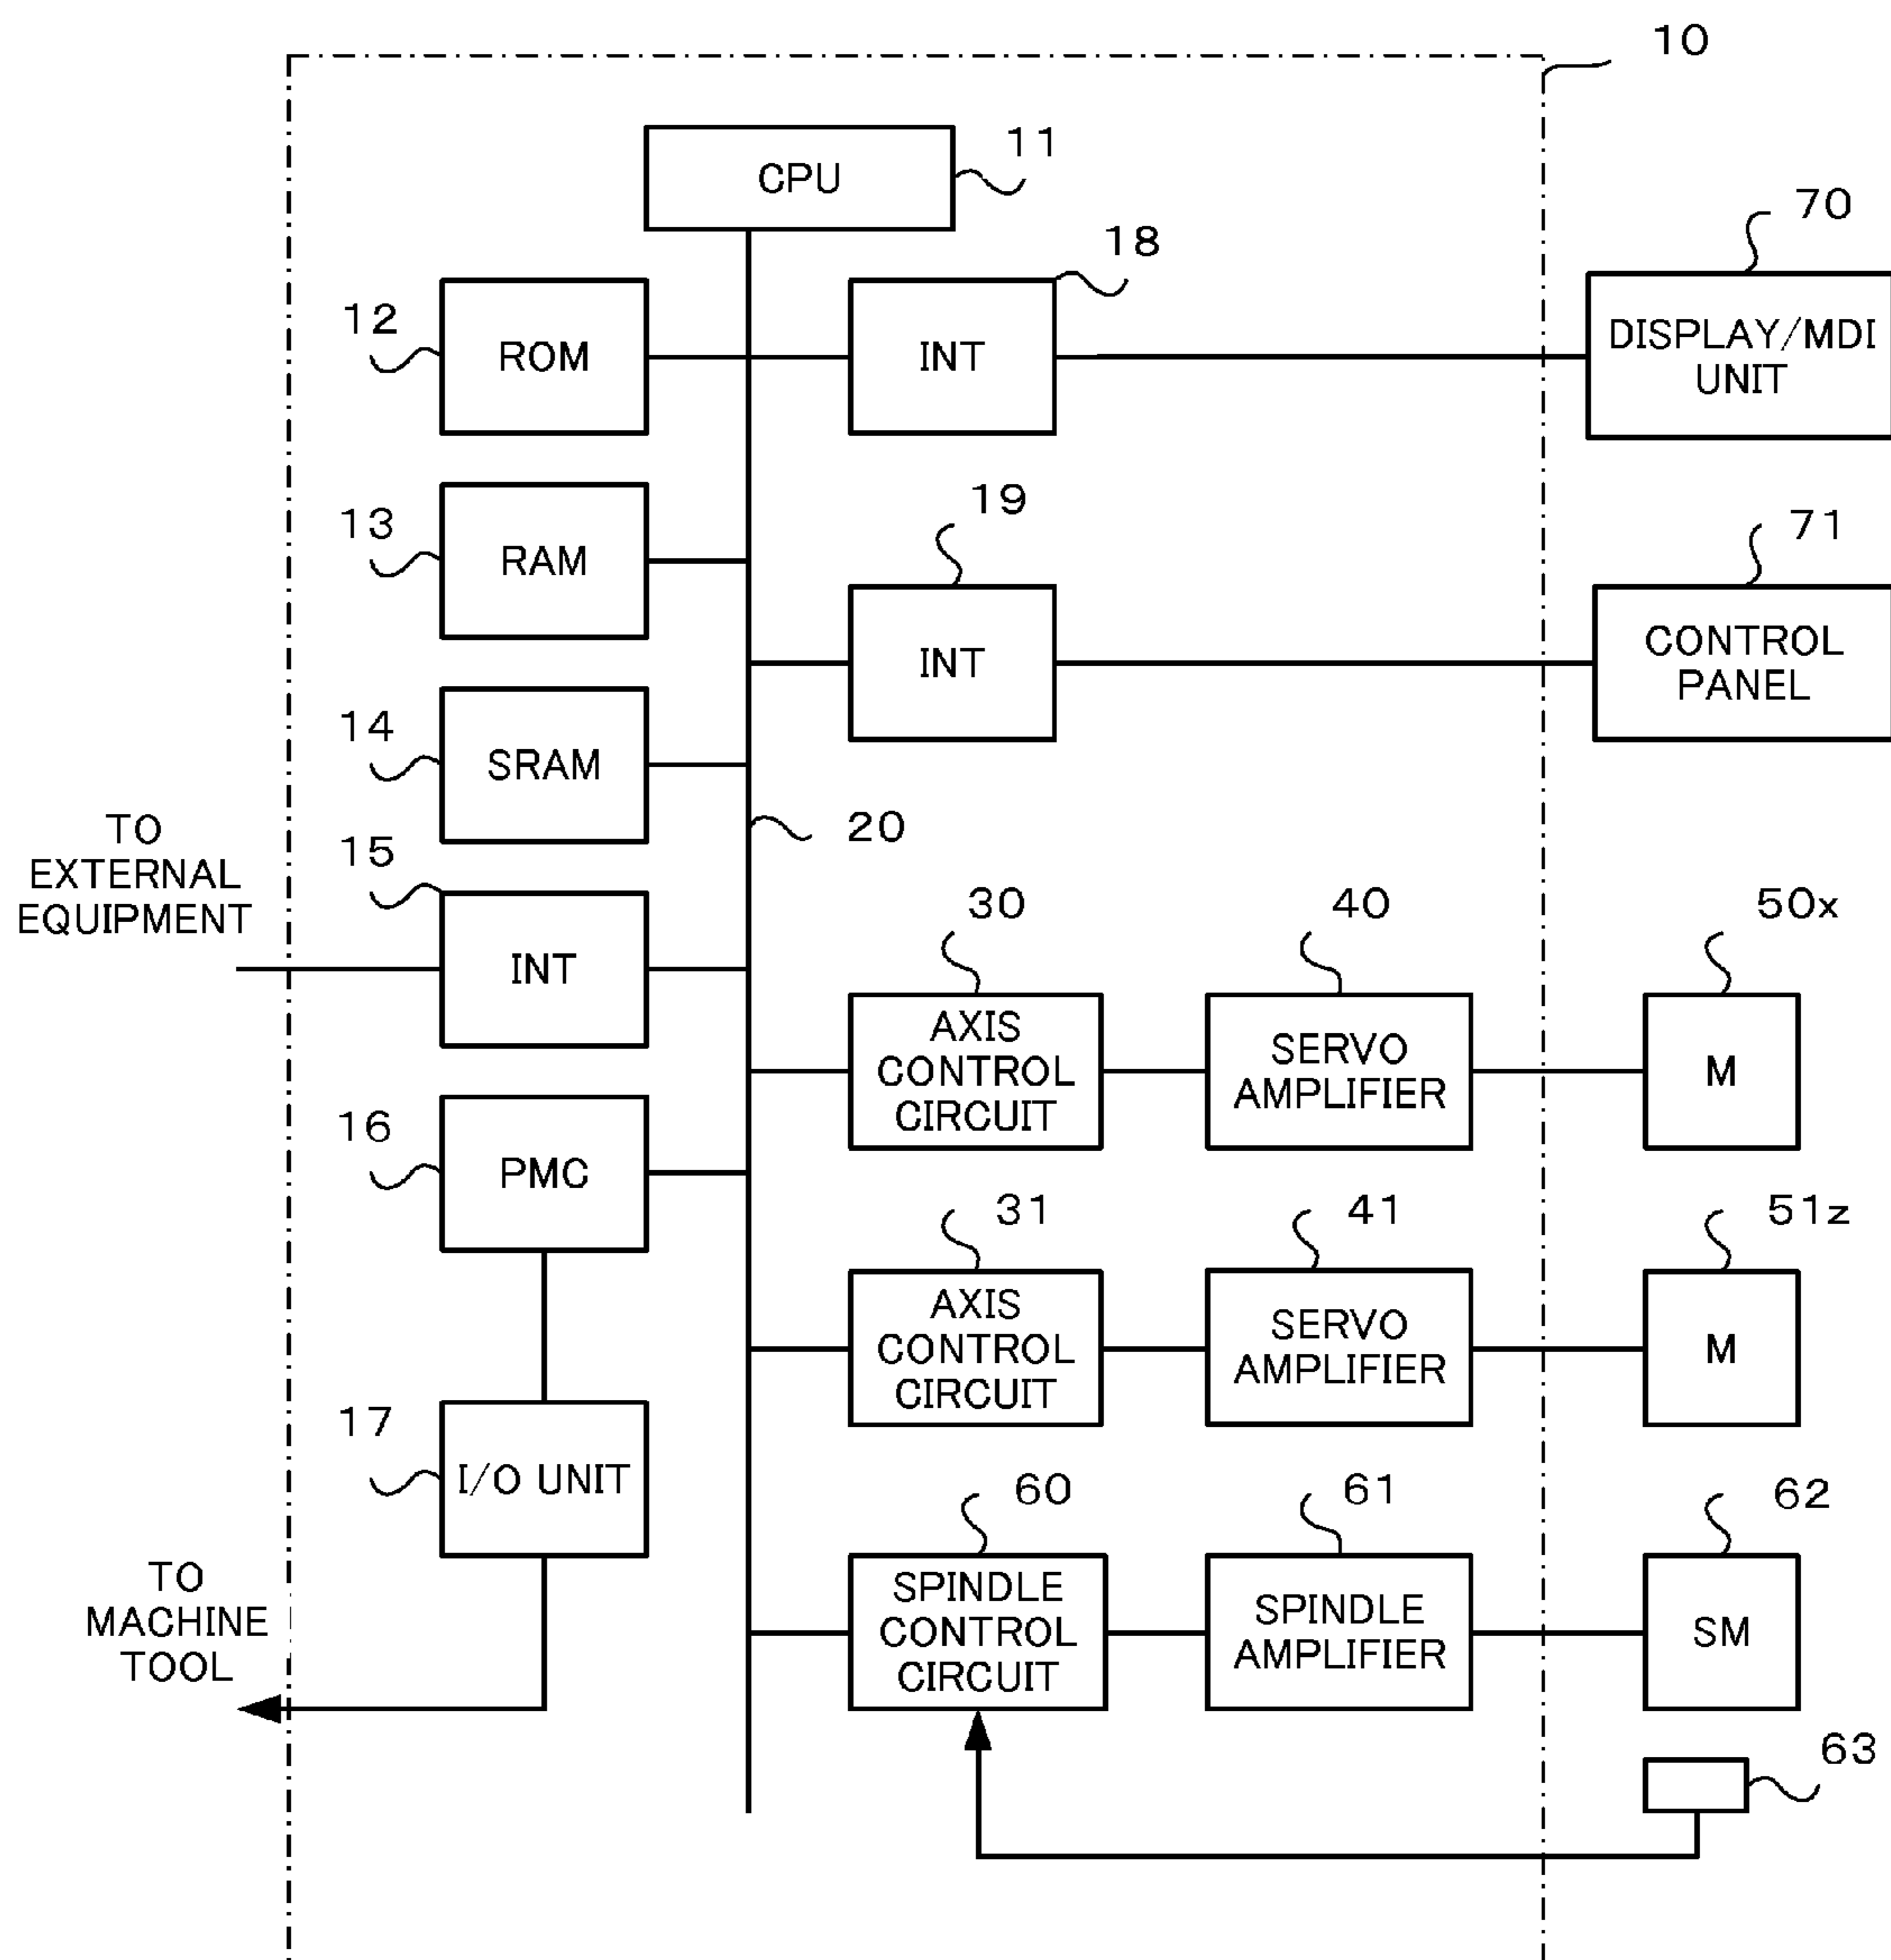 10
11
CPU
18
70
12
ROM
INT
DISPLAY/MDI
UNIT
13
RAM
19
71
INT
CONTROL
PANEL
14
SRAM
TO
EXTERNAL
EQUIPMENT
20
15
INT
30
40
50x
AXIS
CONTROL
CIRCUIT
SERVO
AMPLIFIER
M
16
PMC
31
41
51z
AXIS
CONTROL
CIRCUIT
SERVO
AMPLIFIER
M
17
I/O UNIT
60
61
62
TO
MACHINE
TOOL
SPINDLE
CONTROL
CIRCUIT
SPINDLE
AMPLIFIER
SM
63